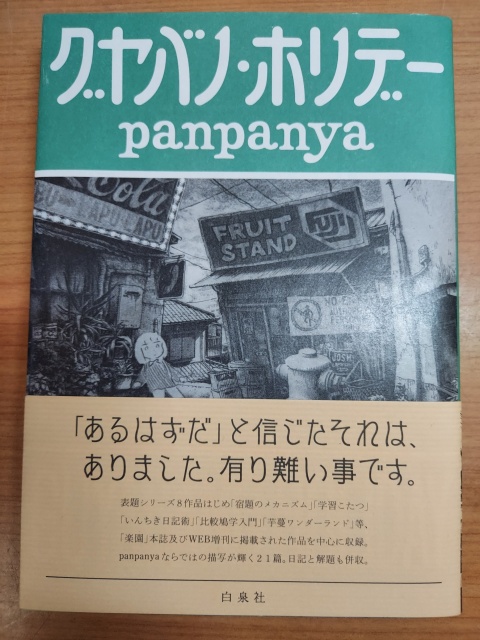 グヤバノ・ホリデー
panpanya
Cola
LAPU-LAPU
FRUIT
STAND
FUJI
「あるはずだ」と信じたそれは、
ありました。有り難い事です。
表題シリーズ8作品はじめ「宿題のメカニズム」「学習こたつ」
「いんちき日記術」「比較鳩学入門」「芋蔓ワンダーランド」等、
「楽園」本誌及びWEB増刊に掲載された作品を中心に収録。
panpanyaならではの描写が輝く21篇。日記と解題も併収。
白泉社